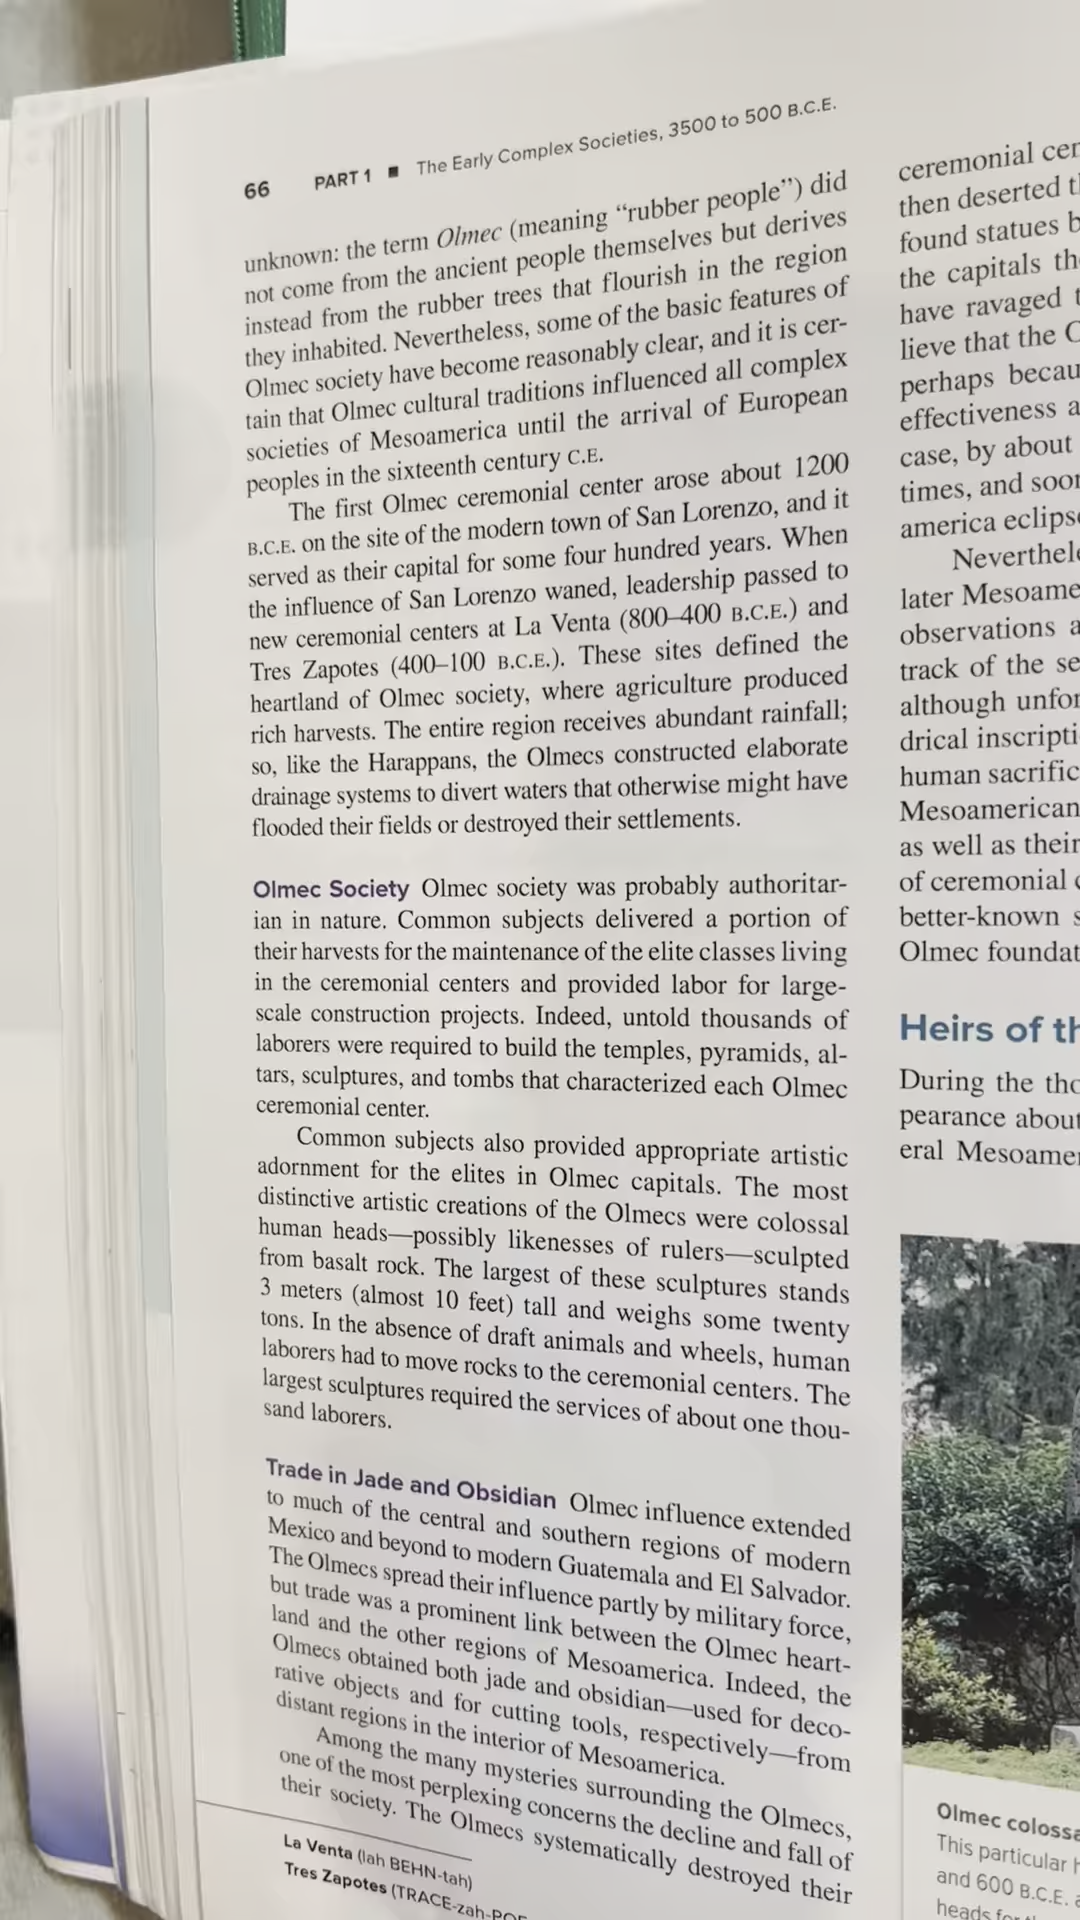 66 PART 1 ■ The Early Complex Societies, 3500 to 500 B.C.E.
unknown: the term Olmec (meaning “rubber people”) did
not come from the ancient people themselves but derives
instead from the rubber trees that flourish in the region
they inhabited. Nevertheless, some of the basic features of
Olmec society have become reasonably clear, and it is cer-
tain that Olmec cultural traditions influenced all complex
societies of Mesoamerica until the arrival of European
peoples in the sixteenth century C.E.
The first Olmec ceremonial center arose about 1200
B.C.E. on the site of the modern town of San Lorenzo, and it
served as their capital for some four hundred years. When
the influence of San Lorenzo waned, leadership passed to
new ceremonial centers at La Venta (800–400 B.C.E.) and
Tres Zapotes (400–100 B.C.E.). These sites defined the
heartland of Olmec society, where agriculture produced
rich harvests. The entire region receives abundant rainfall;
so, like the Harappans, the Olmecs constructed elaborate
drainage systems to divert waters that otherwise might have
flooded their fields or destroyed their settlements.
Olmec Society Olmec society was probably authoritar-
ian in nature. Common subjects delivered a portion of
their harvests for the maintenance of the elite classes living
in the ceremonial centers and provided labor for large-
scale construction projects. Indeed, untold thousands of
laborers were required to build the temples, pyramids, al-
tars, sculptures, and tombs that characterized each Olmec
ceremonial center.
Common subjects also provided appropriate artistic
adornment for the elites in Olmec capitals. The most
distinctive artistic creations of the Olmecs were colossal
human heads—possibly likenesses of rulers—sculpted
from basalt rock. The largest of these sculptures stands
3 meters (almost 10 feet) tall and weighs some twenty
tons. In the absence of draft animals and wheels, human
laborers had to move rocks to the ceremonial centers. The
largest sculptures required the services of about one thou-
sand laborers.
Trade in Jade and Obsidian Olmec influence extended
to much of the central and southern regions of modern
Mexico and beyond to modern Guatemala and El Salvador.
The Olmecs spread their influence partly by military force,
but trade was a prominent link between the Olmec heart-
land and the other regions of Mesoamerica. Indeed, the
Olmecs obtained both jade and obsidian—used for deco-
rative objects and for cutting tools, respectively—from
distant regions in the interior of Mesoamerica.
Among the many mysteries surrounding the Olmecs,
one of the most perplexing concerns the decline and fall of
their society. The Olmecs systematically destroyed their
La Venta (lah BEHN-tah)
Tres Zapotes (TRACE-zah-
ceremonial
then deserted
found statues
the capitals
have ravaged
lieve that the
perhaps
effectiveness
case, by about
times, and
america

later
observations
track of the
although
drical
human
Mesoamerican
as well as their
of ceremonial
better-known
Olmec
Heirs of
During the
pearance about
eral
Olmec
This particular
and 600 B.C.E.
heads